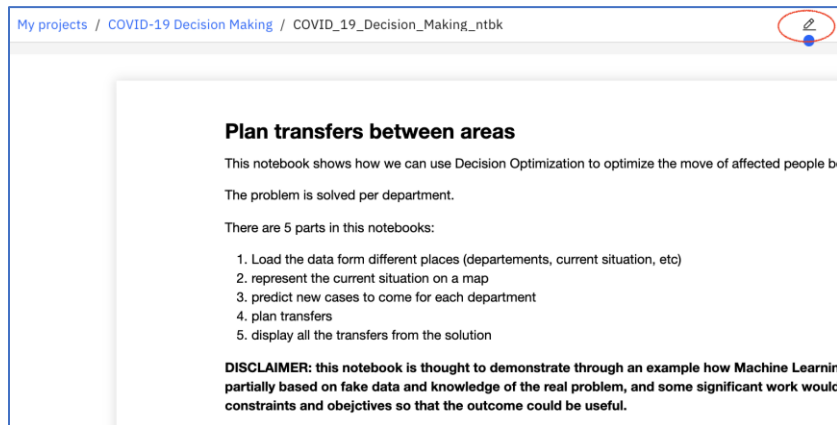 My projects / COVID-19 Decision Making / COVID_19_Decision_Making_ntbk
Plan transfers between areas
This notebook shows how we can use Decision Optimization to optimize the move of affected people
The problem is solved per department.
There are 5 parts in this notebooks:
1. Load the data form different places (departements, current situation, etc)
2. represent the current situation on a map
3. predict new cases to come for each department
4. plan transfers
5. display all the transfers from the solution
DISCLAIMER: this notebook is thought to demonstrate through an example how Machine
partially based on fake data and knowledge of the real problem, and some significant work would
constraints and obejctives so that the outcome could be useful.